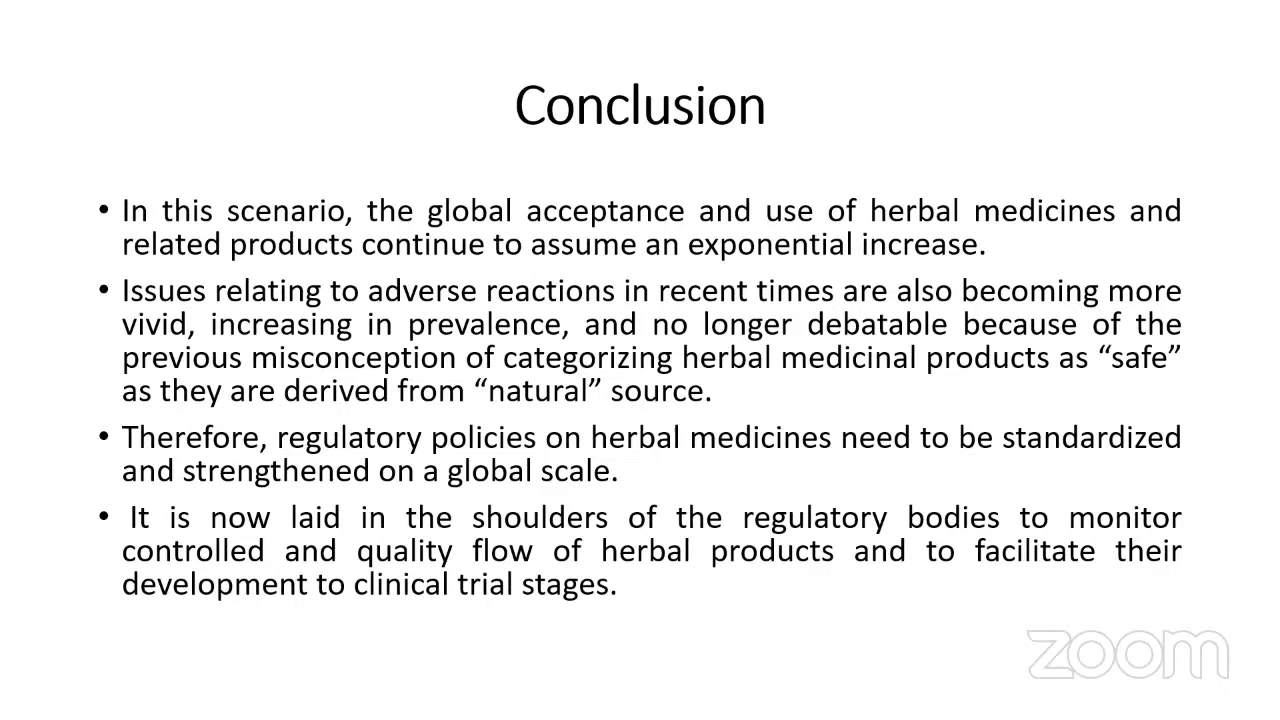 Conclusion
• In this scenario, the global acceptance and use of herbal medicines and
related products continue to assume an exponential increase.
• Issues relating to adverse reactions in recent times are also becoming more
vivid, increasing in prevalence, and no longer debatable because of the
previous misconception of categorizing herbal medicinal products as “safe”
as they are derived from “natural” source.
• Therefore, regulatory policies on herbal medicines need to be standardized
and strengthened on a global scale.
• It is now laid in the shoulders of the regulatory bodies to monitor
controlled and quality flow of herbal products and to facilitate their
development to clinical trial stages.
zoom